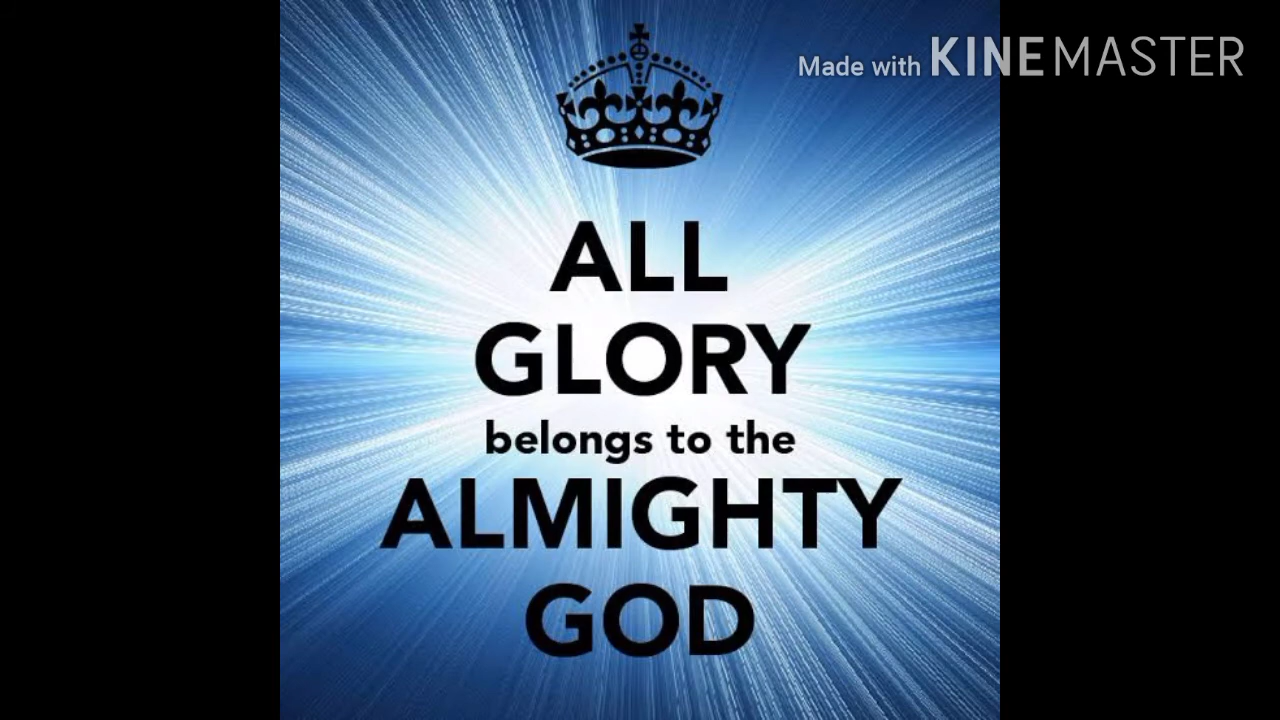 Made with KINEMASTER
ALL
GLORY
belongs to the
ALMIGHTY
GOD